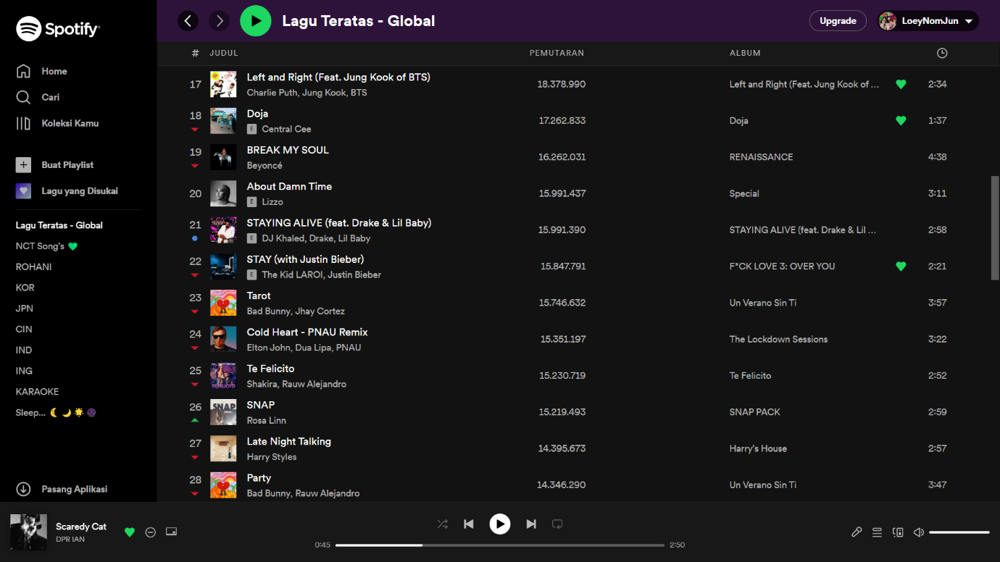 Spotify
Home
Cari
Koleksi Kamu
Buat Playlist
Lagu yang Disukai
Lagu Teratas - Global
NCT Song's 💚
ROHANI
KOR
JPN
CIN
IND
ING
KARAOKE
Sleep...
Pasang Aplikasi
Lagu Teratas - Global
Upgrade
LoeyNomJun
# JUDUL PEMUTARAN ALBUM
17 Left and Right (Feat. Jung Kook of BTS) 18.378.990 Left and Right (Feat. Jung Kook of ... 2:34
Charlie Puth, Jung Kook, BTS
18 Doja 17.262.833 Doja 1:37
E Central Cee
19 BREAK MY SOUL 16.262.031 RENAISSANCE 4:38
Beyoncé
20 About Damn Time 15.991.437 Special 3:11
E Lizzo
21 STAYING ALIVE (feat. Drake & Lil Baby) 15.991.390 STAYING ALIVE (feat. Drake & Lil ... 2:58
E DJ Khaled, Drake, Lil Baby
22 STAY (with Justin Bieber) 15.847.791 F*CK LOVE 3: OVER YOU 2:21
E The Kid LAROI, Justin Bieber
23 Tarot 15.746.632 Un Verano Sin Ti 3:57
Bad Bunny, Jhay Cortez
24 Cold Heart - PNAU Remix 15.351.197 The Lockdown Sessions 3:22
Elton John, Dua Lipa, PNAU
25 Te Felicito 15.230.719 Te Felicito 2:52
Shakira, Rauw Alejandro
26 SNAP 15.219.493 SNAP PACK 2:59
Rosa Linn
27 Late Night Talking 14.395.673 Harry's House 2:57
Harry Styles
28 Party 14.346.290 Un Verano Sin Ti 3:47
Bad Bunny, Rauw Alejandro
Scaredy Cat
DPR IAN
0:45 2:50